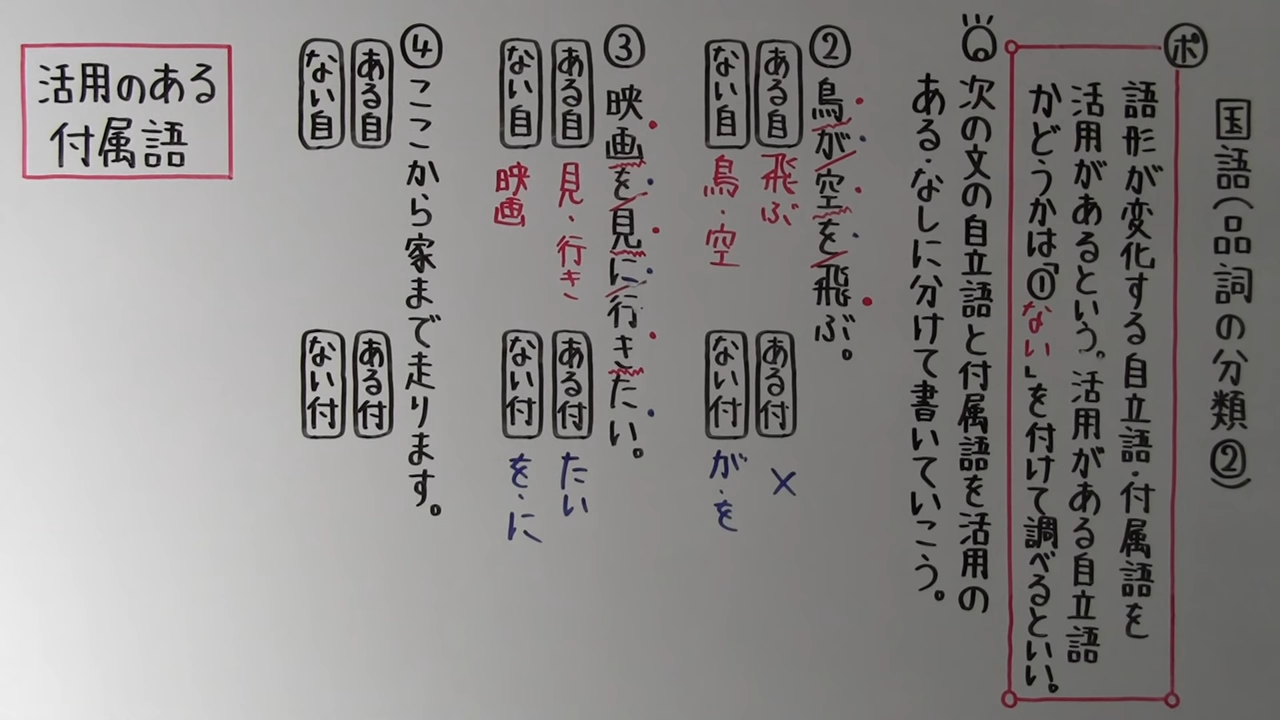 国語(品詞の分類②)
ポ
語形が変化する自立語・付属語を
活用があるという。活用がある自立語
かどうかは「①ない」を付けて調べるといい。
次の文の自立語と付属語を活用の
ある・なしに分けて書いていこう。
②鳥が空を飛ぶ。
ある自 飛ぶ
ない自 鳥・空
ある付 ×
ない付 が・を
③映画を見に行きたい。
ある自 見・行き
ない自 映画
ある付 たい
ない付 を・に
④ここから家まで走ります。
ある自
ない自
ある付
ない付
活用のある
付属語